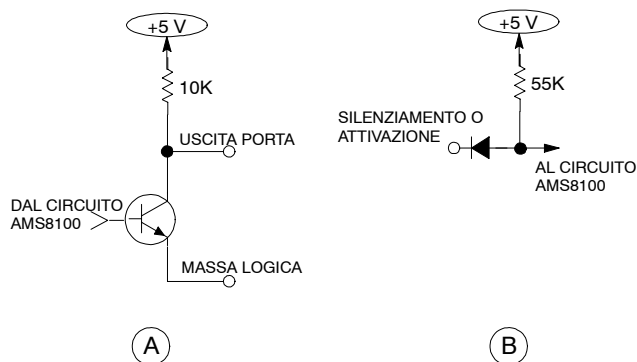 +5 V
10K
USCITA PORTA
DAL CIRCUITO
AMS8100
MASSA LOGICA
A
+5 V
55K
SILENZIAMENTO O
ATTIVAZIONE
AL CIRCUITO
AMS8100
B